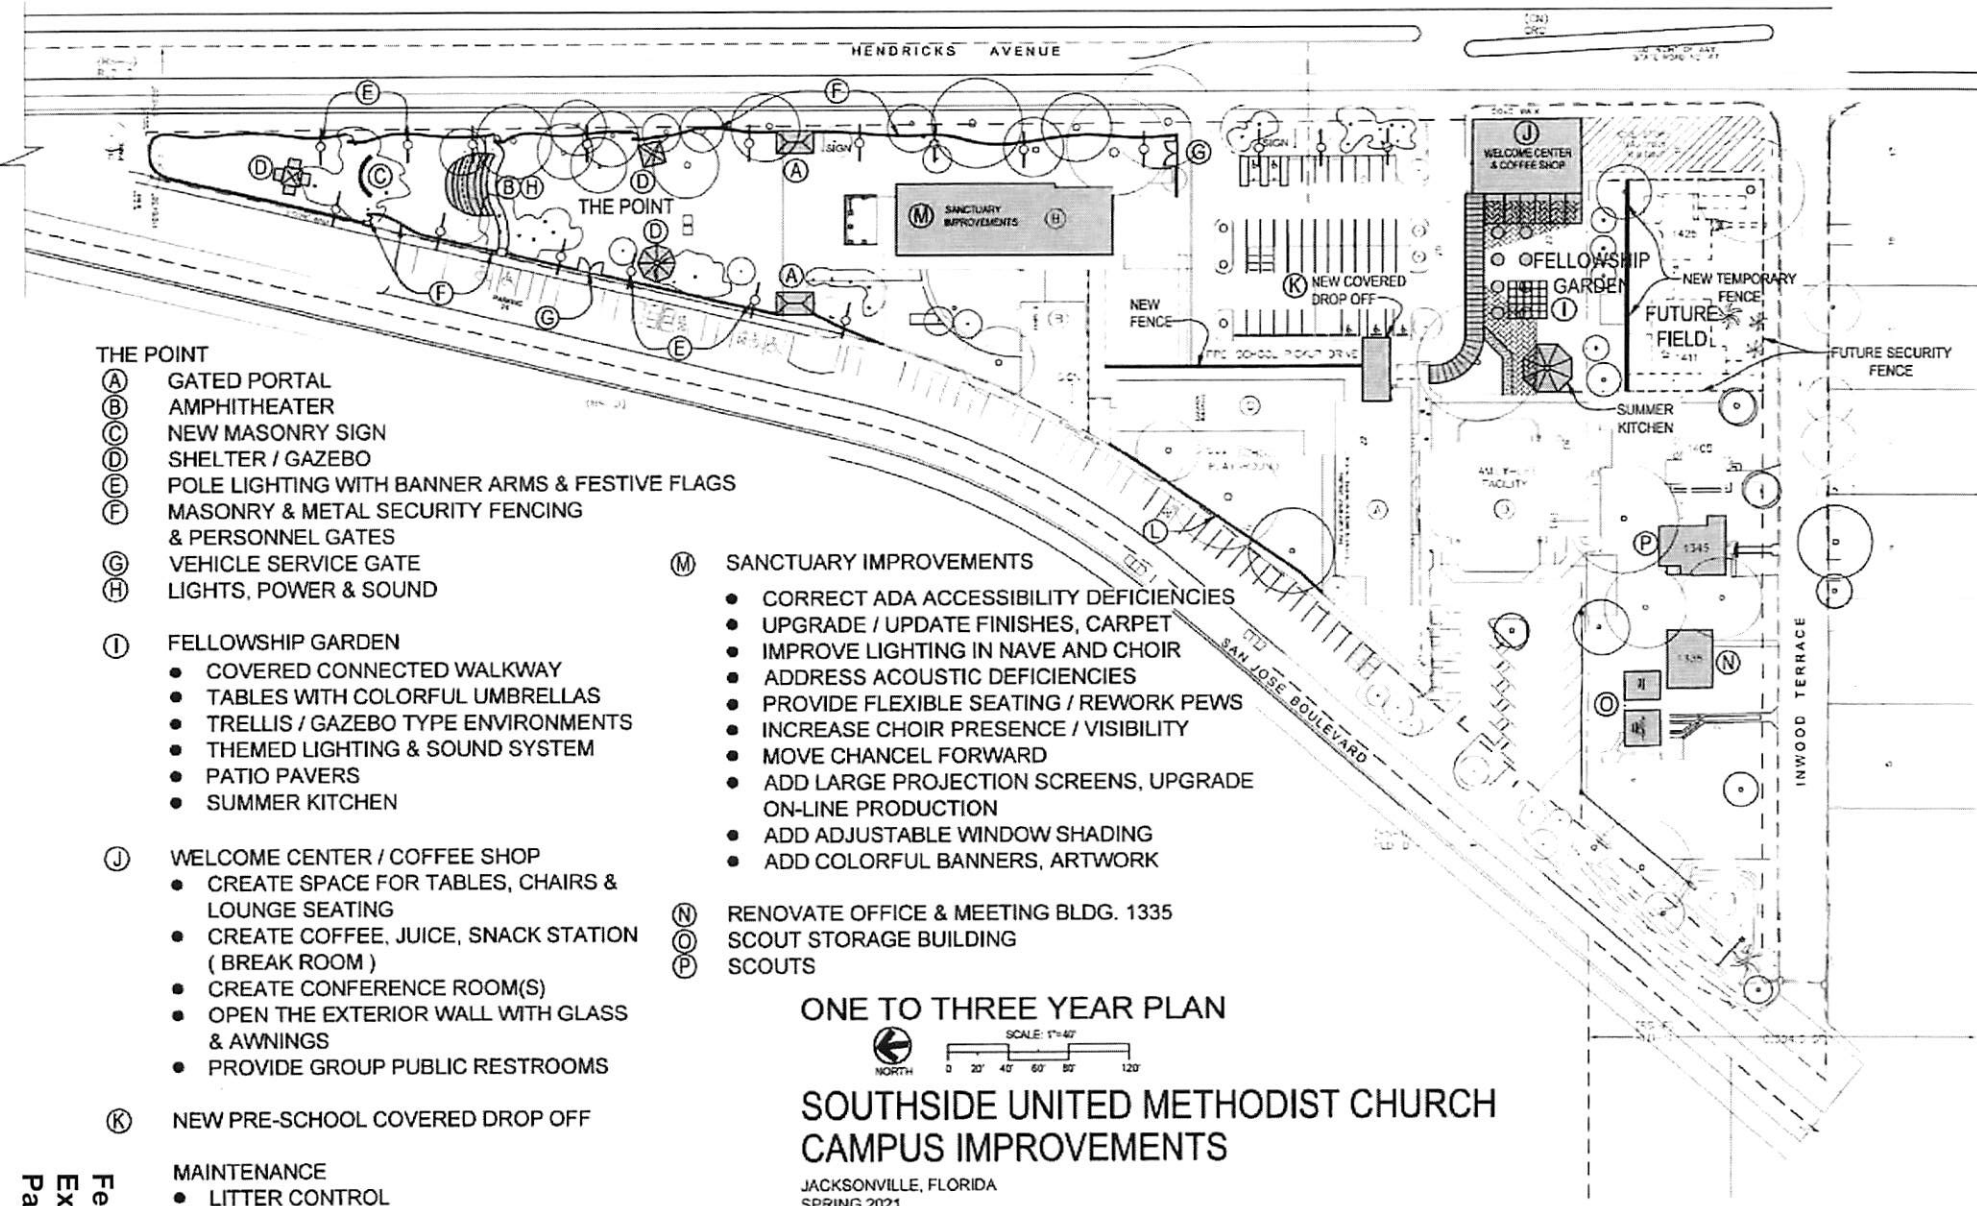 HENDRICKS AVENUE
E
F
SIGN
A
G
SIGN
J
WELCOME CENTER
& COFFEE SHOP
D
C
B H
D
THE POINT
M
SANCTUARY
IMPROVEMENTS
D
A
F
G
E
K
NEW COVERED
DROP OFF
FELLOWSHIP
GARDEN
I
NEW TEMPORARY
FENCE
NEW
FENCE
FUTURE
FIELD
PRE SCHOOL PICKUP DRIVE
FUTURE SECURITY
FENCE
SUMMER
KITCHEN
L
P
1345
N
O
SAN JOSE BOULEVARD
INWOOD TERRACE
THE POINT
A GATED PORTAL
B AMPHITHEATER
C NEW MASONRY SIGN
D SHELTER / GAZEBO
E POLE LIGHTING WITH BANNER ARMS & FESTIVE FLAGS
F MASONRY & METAL SECURITY FENCING
& PERSONNEL GATES
G VEHICLE SERVICE GATE
H LIGHTS, POWER & SOUND
I FELLOWSHIP GARDEN
● COVERED CONNECTED WALKWAY
● TABLES WITH COLORFUL UMBRELLAS
● TRELLIS / GAZEBO TYPE ENVIRONMENTS
● THEMED LIGHTING & SOUND SYSTEM
● PATIO PAVERS
● SUMMER KITCHEN
J WELCOME CENTER / COFFEE SHOP
● CREATE SPACE FOR TABLES, CHAIRS &
LOUNGE SEATING
● CREATE COFFEE, JUICE, SNACK STATION
( BREAK ROOM )
● CREATE CONFERENCE ROOM(S)
● OPEN THE EXTERIOR WALL WITH GLASS
& AWNINGS
● PROVIDE GROUP PUBLIC RESTROOMS
K NEW PRE-SCHOOL COVERED DROP OFF
MAINTENANCE
● LITTER CONTROL
M SANCTUARY IMPROVEMENTS
● CORRECT ADA ACCESSIBILITY DEFICIENCIES
● UPGRADE / UPDATE FINISHES, CARPET
● IMPROVE LIGHTING IN NAVE AND CHOIR
● ADDRESS ACOUSTIC DEFICIENCIES
● PROVIDE FLEXIBLE SEATING / REWORK PEWS
● INCREASE CHOIR PRESENCE / VISIBILITY
● MOVE CHANCEL FORWARD
● ADD LARGE PROJECTION SCREENS, UPGRADE
ON-LINE PRODUCTION
● ADD ADJUSTABLE WINDOW SHADING
● ADD COLORFUL BANNERS, ARTWORK
N RENOVATE OFFICE & MEETING BLDG. 1335
O SCOUT STORAGE BUILDING
P SCOUTS
ONE TO THREE YEAR PLAN
SCALE: 1"=40'
NORTH
0 20' 40' 60' 80' 120'
SOUTHSIDE UNITED METHODIST CHURCH
CAMPUS IMPROVEMENTS
JACKSONVILLE, FLORIDA
SPRING 2021
Fe
Ex
Pa